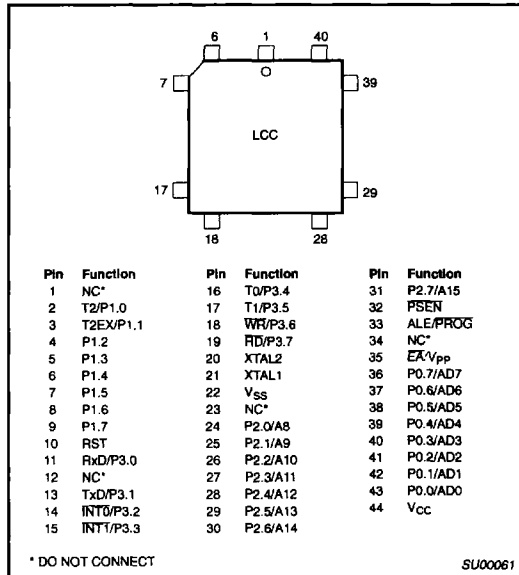 6 1 40
7 39
LCC
17 29
18 28
Pin Function
1 NC*
2 T2/P1.0
3 T2EX/P1.1
4 P1.2
5 P1.3
6 P1.4
7 P1.5
8 P1.6
9 P1.7
10 RST
11 RxD/P3.0
12 NC*
13 TxD/P3.1
14 INT0/P3.2
15 INT1/P3.3
Pin Function
16 T0/P3.4
17 T1/P3.5
18 WR/P3.6
19 RD/P3.7
20 XTAL2
21 XTAL1
22 VSS
23 NC*
24 P2.0/A8
25 P2.1/A9
26 P2.2/A10
27 P2.3/A11
28 P2.4/A12
29 P2.5/A13
30 P2.6/A14
Pin Function
31 P2.7/A15
32 PSEN
33 ALE/PROG
34 NC*
35 EA/VPP
36 P0.7/AD7
37 P0.6/AD6
38 P0.5/AD5
39 P0.4/AD4
40 P0.3/AD3
41 P0.2/AD2
42 P0.1/AD1
43 P0.0/AD0
44 VCC
* DO NOT CONNECT
SU00061